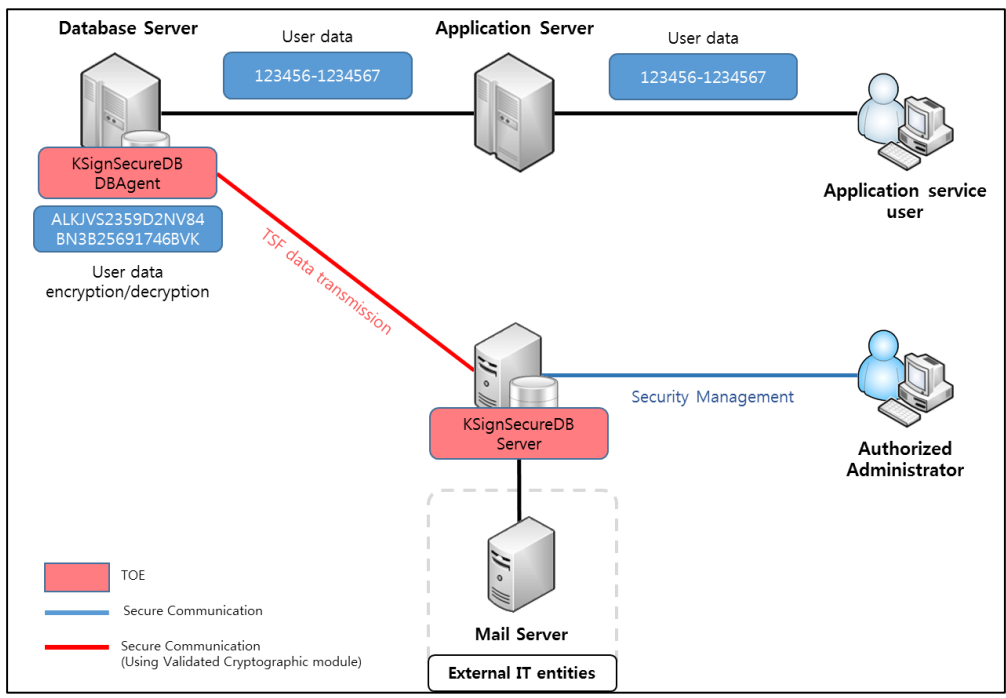 Database Server
User data
Application Server
User data
123456-1234567
123456-1234567
KSignSecureDB
DBAgent
ALKJVS2359D2NV84
BN3B25691746BVK
User data
encryption/decryption
Application service
user
TSF data transmission
Security Management
KSignSecureDB
Server
Authorized
Administrator
Mail Server
External IT entities
TOE
Secure Communication
Secure Communication
(Using Validated Cryptographic module)